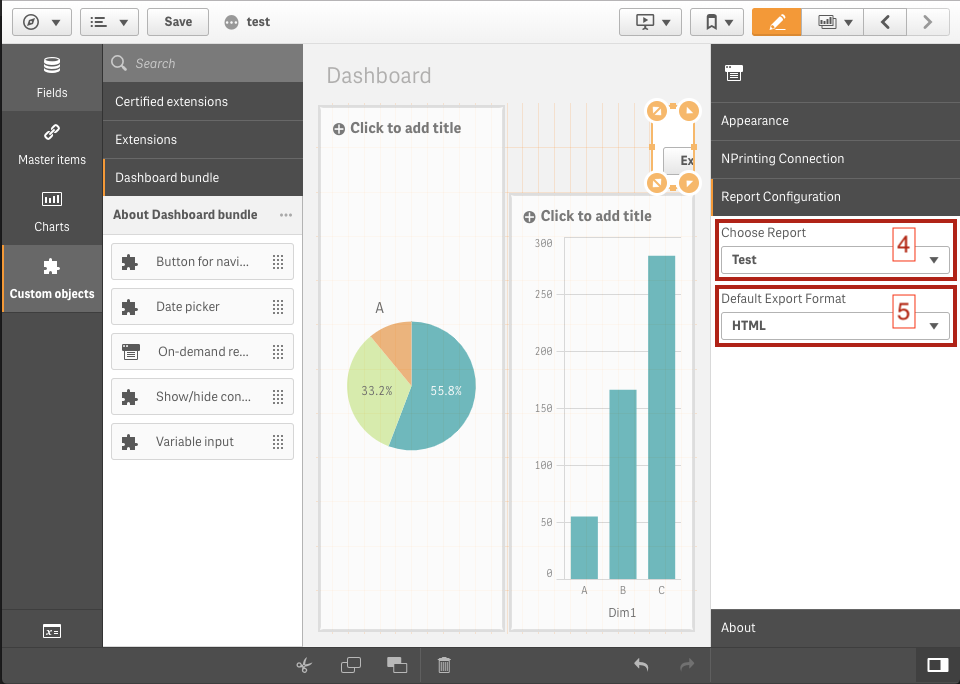 Save
test
Fields
Master items
Charts
Custom objects
Search
Certified extensions
Extensions
Dashboard bundle
About Dashboard bundle
Button for navi...
Date picker
On-demand re...
Show/hide con...
Variable input
Dashboard
Click to add title
A
33.2%
55.8%
Ex
Click to add title
300
250
200
150
100
50
0
A B C
Dim1
Appearance
NPrinting Connection
Report Configuration
Choose Report
4
Test
Default Export Format
5
HTML
About
x=